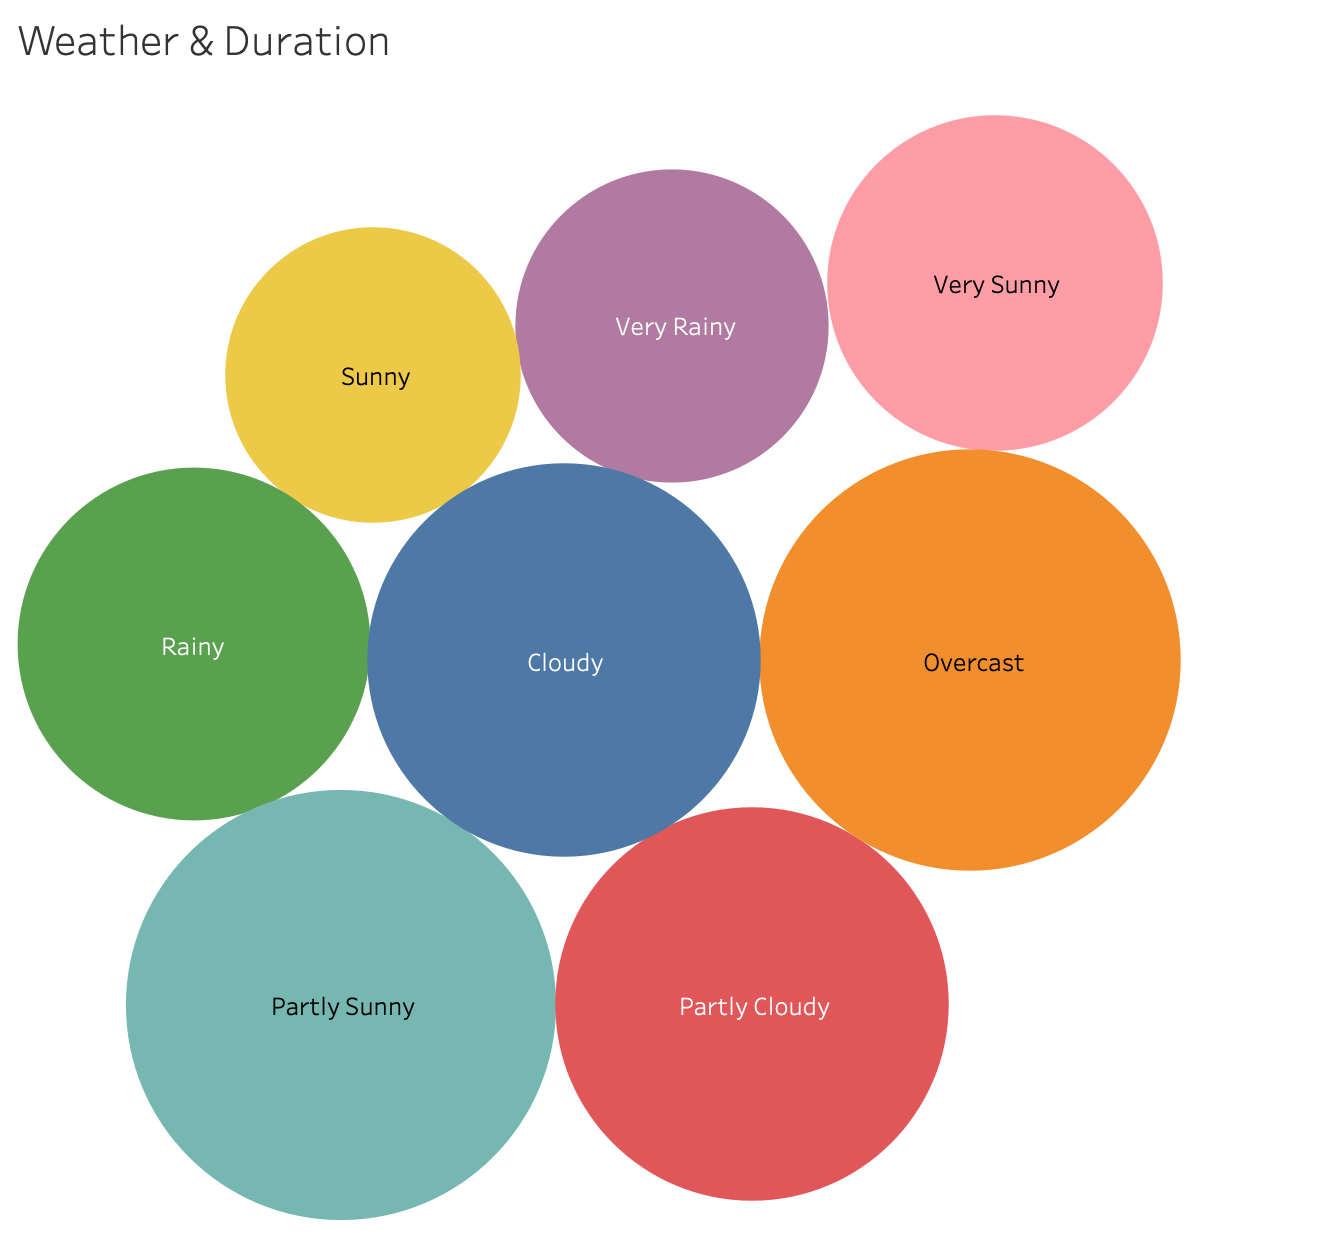 Weather & Duration
Very Sunny
Very Rainy
Sunny
Rainy
Cloudy
Overcast
Partly Sunny
Partly Cloudy